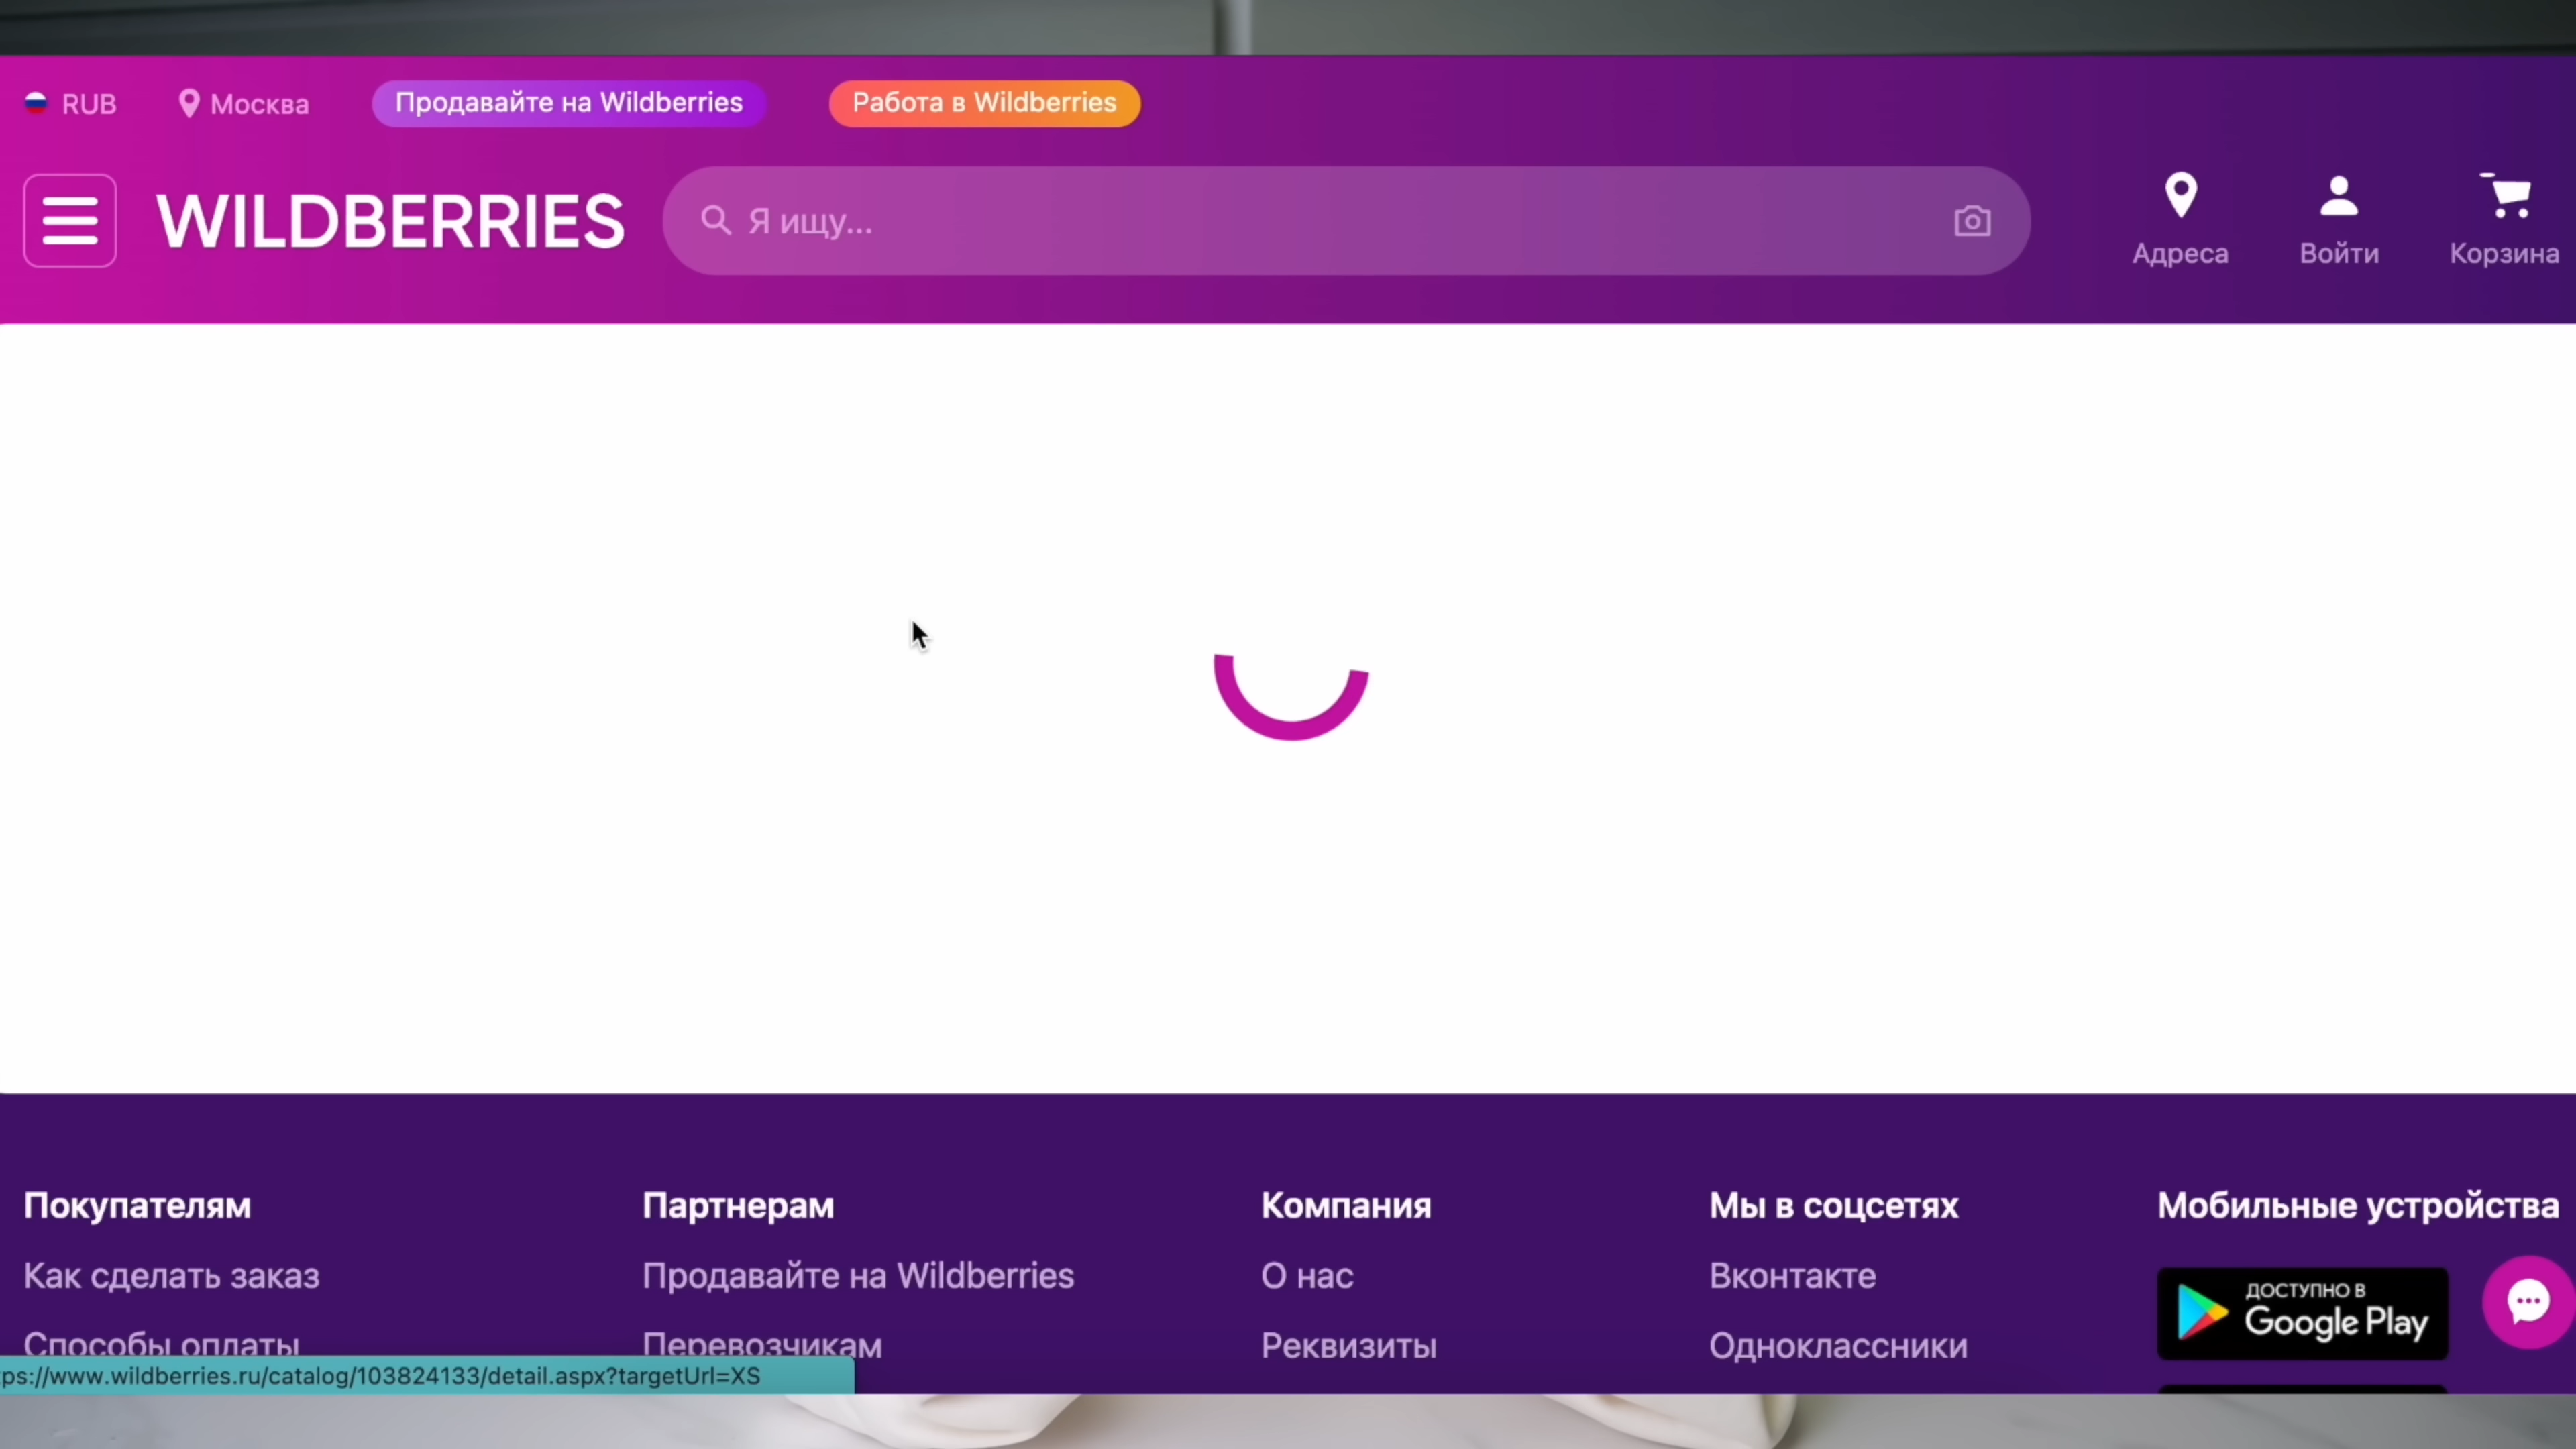 RUB
Москва
Продавайте на Wildberries
Работа в Wildberries
WILDBERRIES
Я ищу...
Адреса
Войти
Корзина
Покупателям
Партнерам
Компания
Мы в соцсетях
Мобильные устройства
Как сделать заказ
Продавайте на Wildberries
О нас
Вконтакте
ДОСТУПНО В
Google Play
Способы оплаты
Перевозчикам
Реквизиты
Одноклассники
ps://www.wildberries.ru/catalog/103824133/detail.aspx?targetUrl=XS